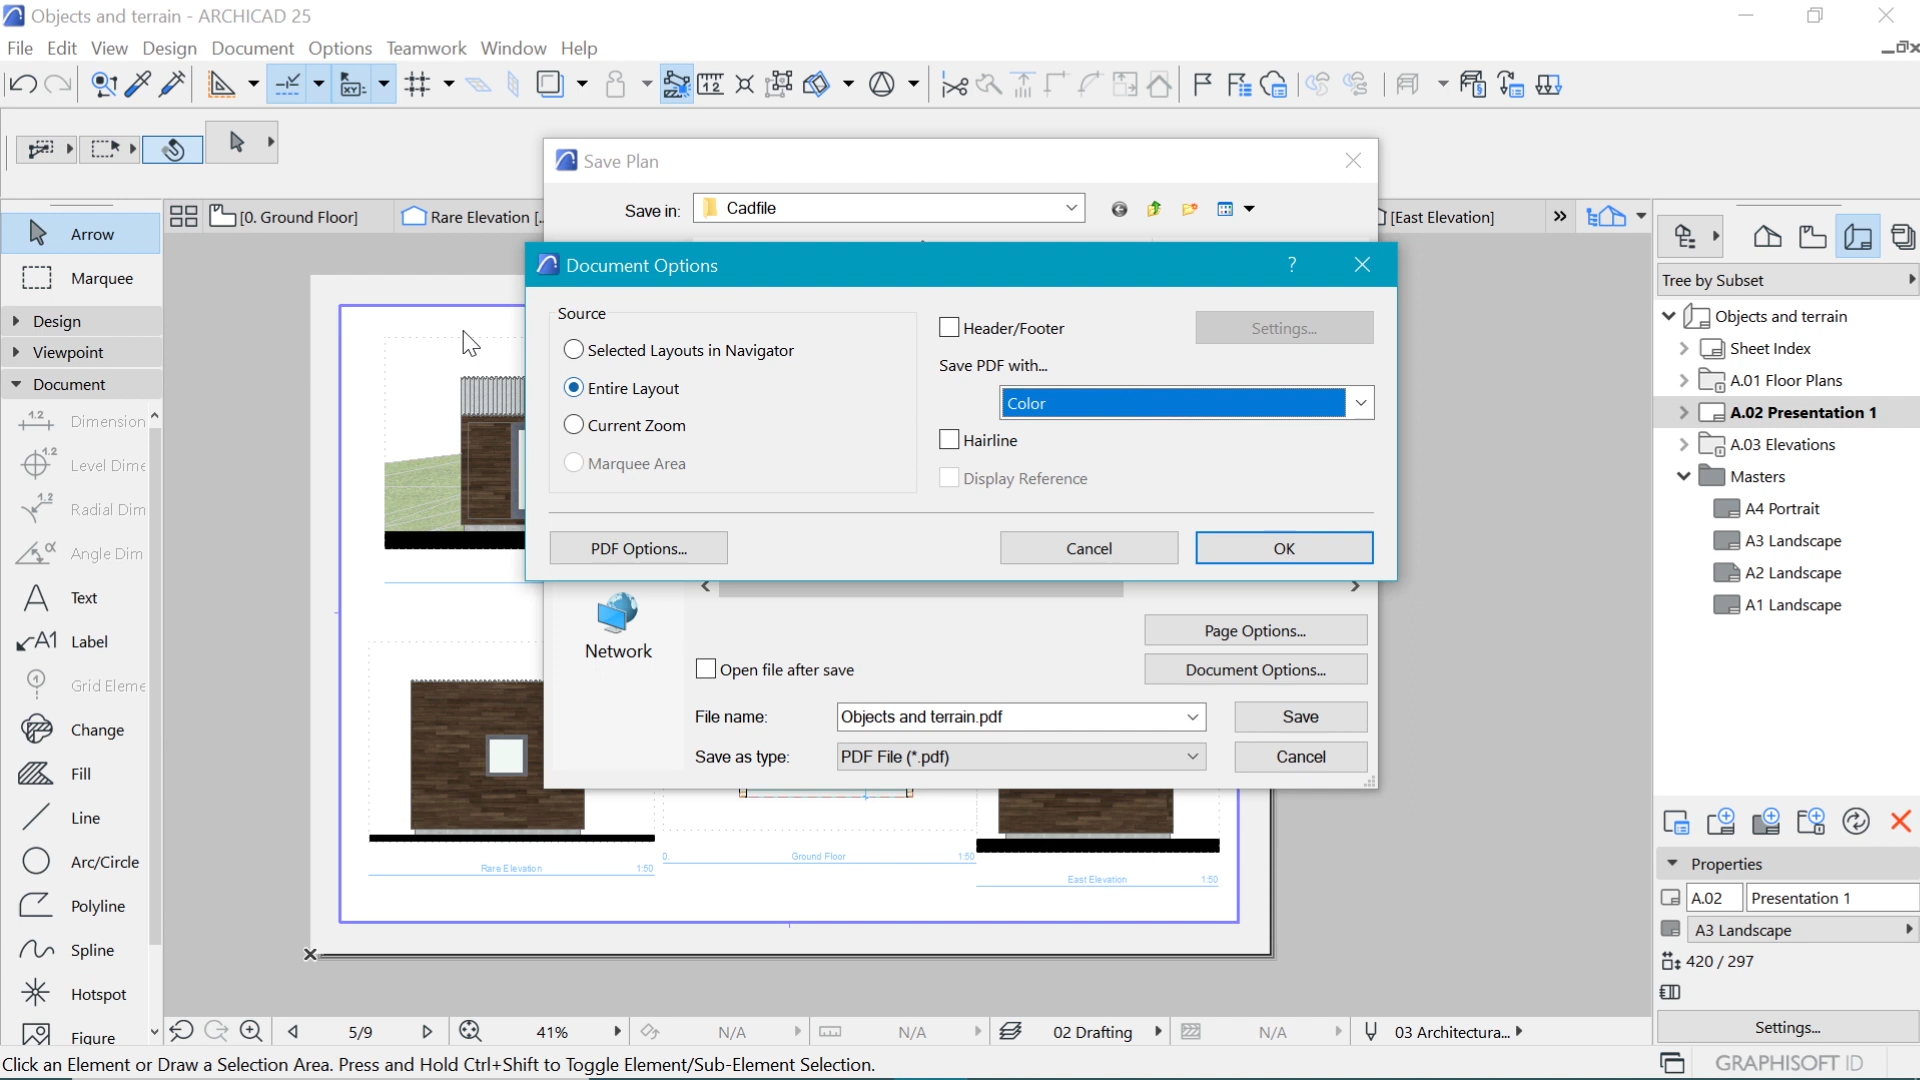 Objects and terrain - ARCHICAD 25
File Edit View Design Document Options Teamwork Window Help
Save Plan
Save in: Cadfile
[0. Ground Floor]
Rare Elevation [...
[East Elevation]
Document Options
?
Source
Selected Layouts in Navigator
Entire Layout
Current Zoom
Marquee Area
Header/Footer
Settings...
Save PDF with...
Color
Hairline
Display Reference
PDF Options...
Cancel
OK
Network
Page Options...
Open file after save
Document Options...
File name: Objects and terrain.pdf
Save
Save as type: PDF File (*.pdf)
Cancel
Arrow
Marquee
Design
Viewpoint
Document
1.2 Dimension
1.2 Level Dime
1.2 Radial Dim
α Angle Dim
A Text
A1 Label
Grid Eleme
Change
Fill
Line
Arc/Circle
Polyline
Spline
Hotspot
Figure
Rare Elevation 1:50
0. Ground Floor 1:50
East Elevation 1:50
Tree by Subset
Objects and terrain
Sheet Index
A.01 Floor Plans
A.02 Presentation 1
A.03 Elevations
Masters
A4 Portrait
A3 Landscape
A2 Landscape
A1 Landscape
Properties
A.02 Presentation 1
A3 Landscape
420 / 297
Settings...
5/9 41% N/A N/A 02 Drafting N/A 03 Architectura...
Click an Element or Draw a Selection Area. Press and Hold Ctrl+Shift to Toggle Element/Sub-Element Selection.
GRAPHISOFT ID